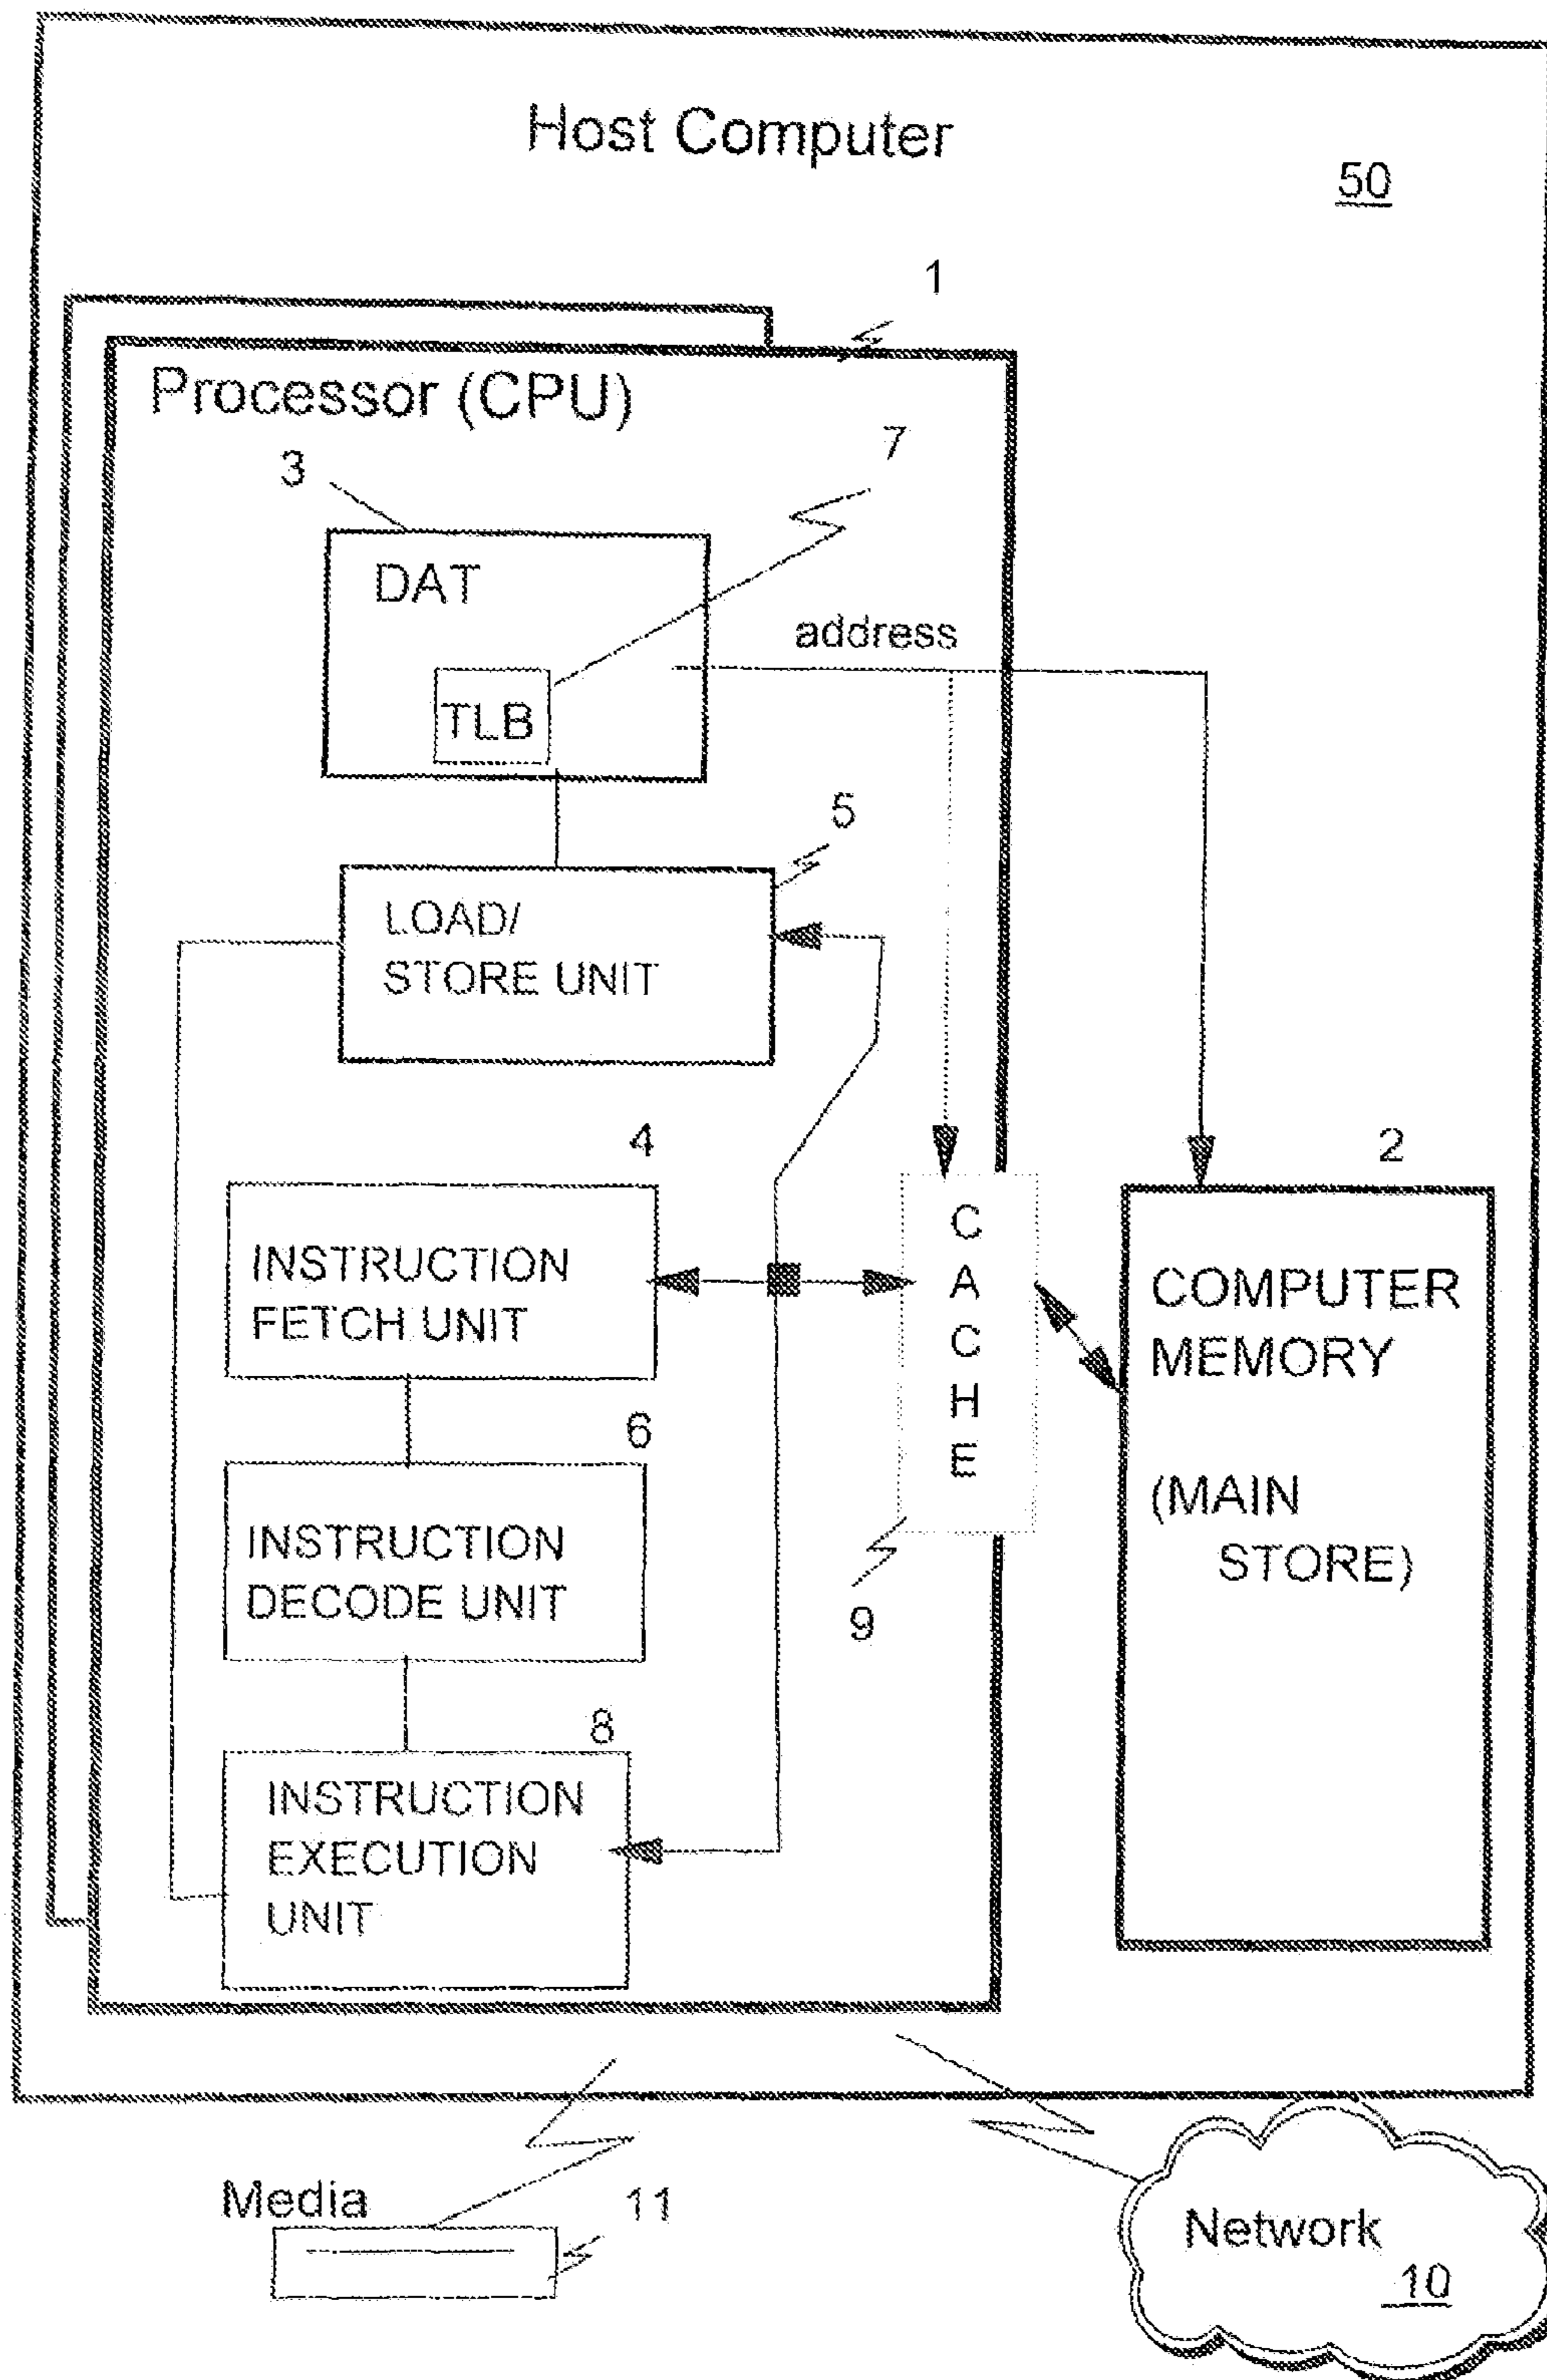 Host Computer
50
1
Processor (CPU)
7
3
DAT
address
TLB
5
LOAD/
STORE UNIT
4
2
INSTRUCTION
FETCH UNIT
C
A
C
H
E
COMPUTER
MEMORY
(MAIN
STORE)
6
INSTRUCTION
DECODE UNIT
9
8
INSTRUCTION
EXECUTION
UNIT
Media
11
Network
10